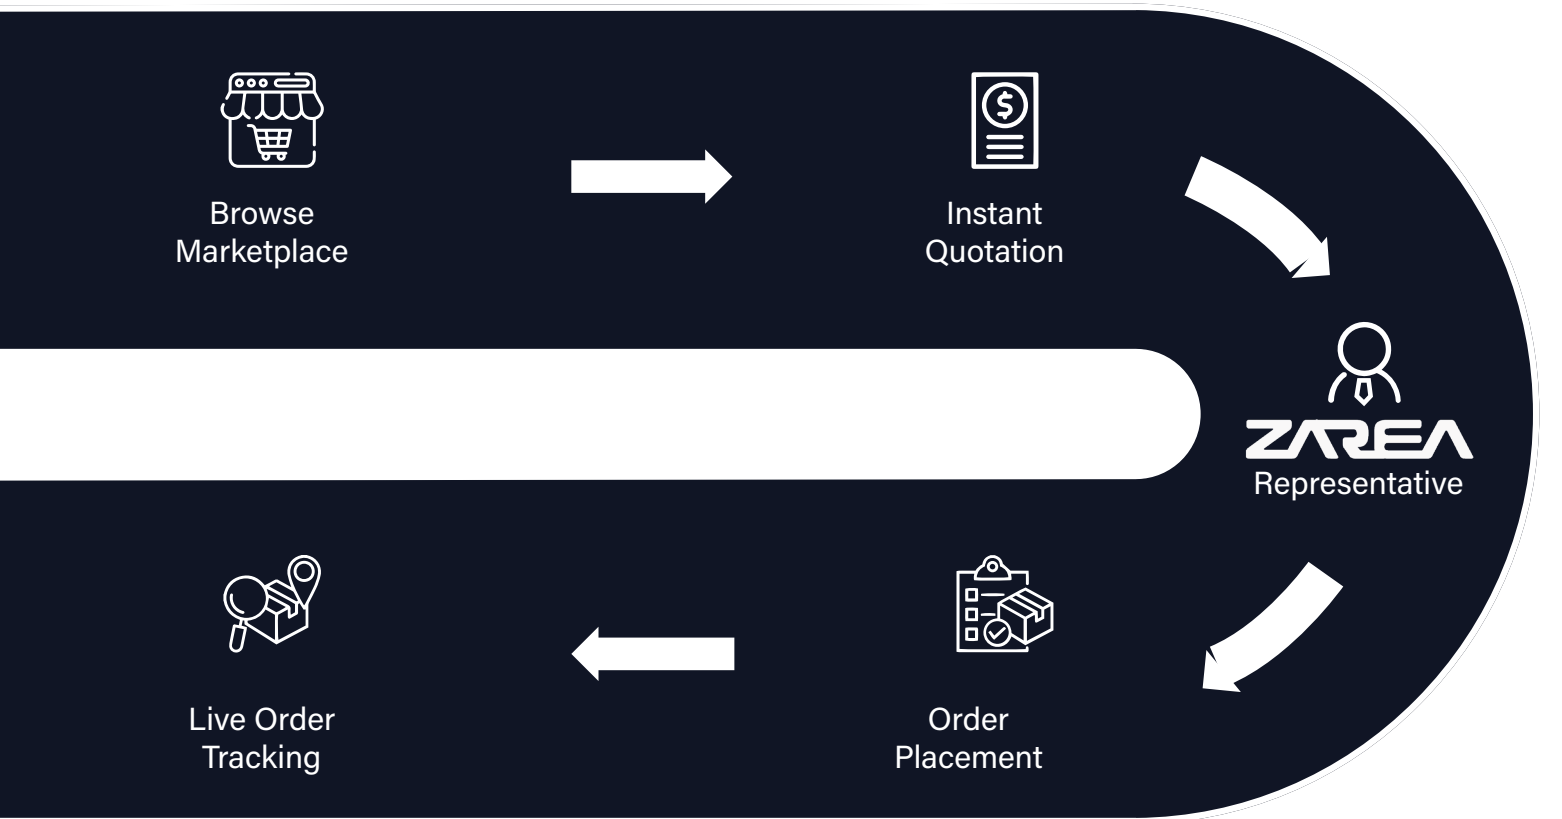 Browse
Marketplace
Instant
Quotation
ZAREA
Representative
Order
Placement
Live Order
Tracking